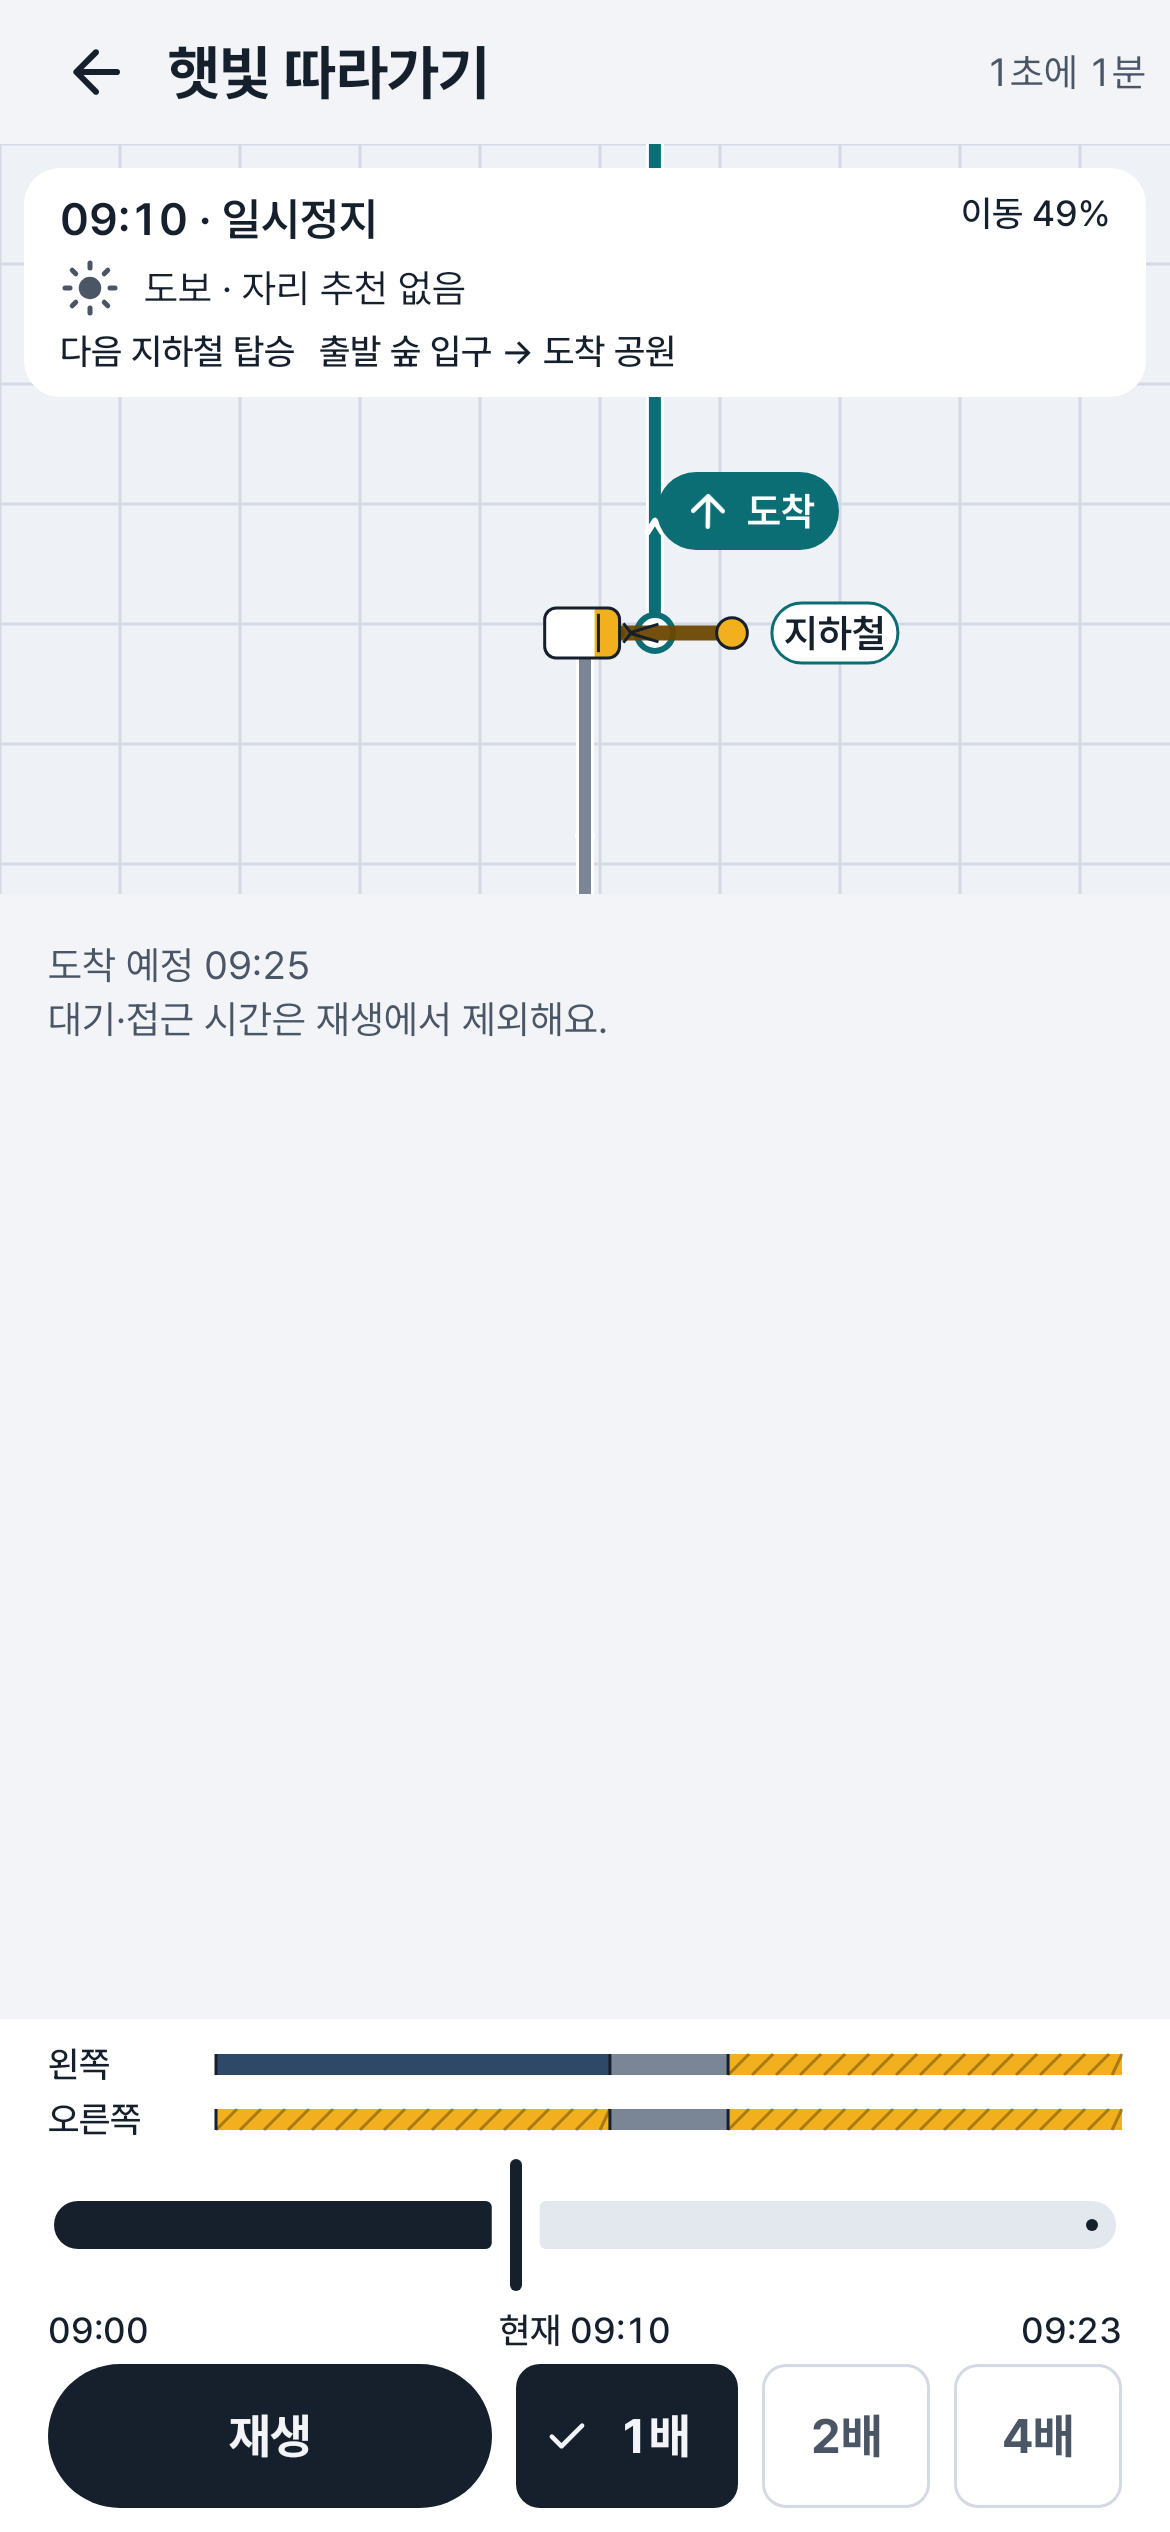 햇빛 따라가기
1초에 1분
09:10 · 일시정지
이동 49%
도보 · 자리 추천 없음
다음 지하철 탑승 출발 숲 입구 → 도착 공원
↑ 도착
지하철
도착 예정 09:25
대기·접근 시간은 재생에서 제외해요.
왼쪽
오른쪽
09:00
현재 09:10
09:23
재생
1배
2배
4배